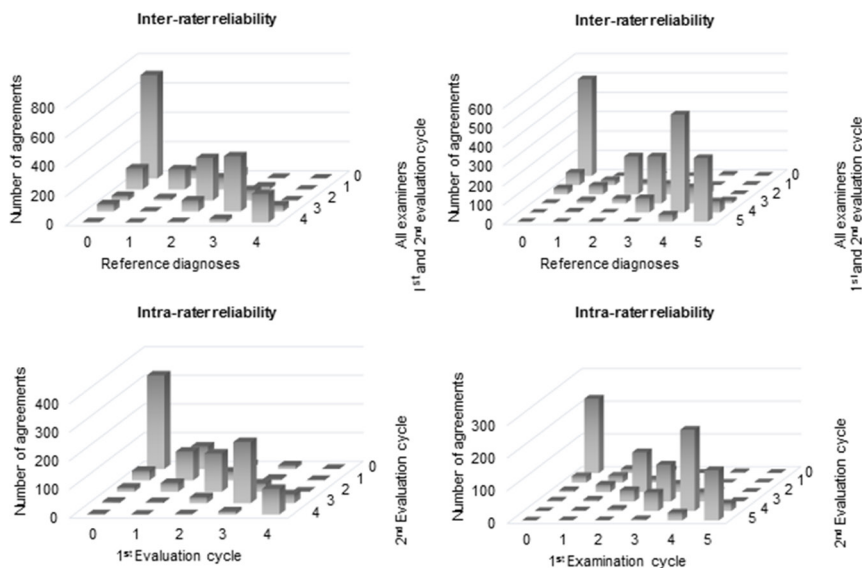 Inter-rater reliability
Number of agreements
800
600
400
200
0
0 1 2 3 4
Reference diagnoses
0
1
2
3
4
All examiners
Ist and 2nd evaluation cycle
Inter-rater reliability
Number of agreements
600
500
400
300
200
100
0
0 1 2 3 4 5
Reference diagnoses
0
1
2
3
4
5
All examiners
1st and 2nd evaluation cycle
Intra-rater reliability
Number of agreements
400
300
200
100
0
0 1 2 3 4
1st Evaluation cycle
0
1
2
3
4
2nd Evaluation cycle
Intra-rater reliability
Number of agreements
300
200
100
0
0 1 2 3 4 5
1st Examination cycle
0
1
2
3
4
5
2nd Evaluation cycle